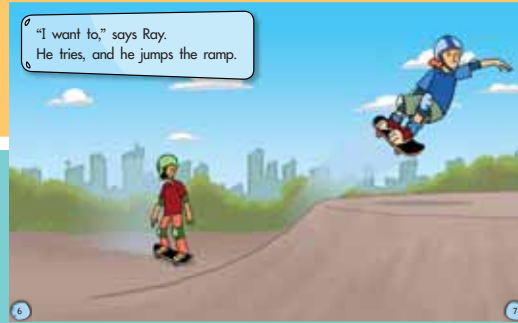 “I want to,” says Ray.
He tries, and he jumps the ramp.
6
7